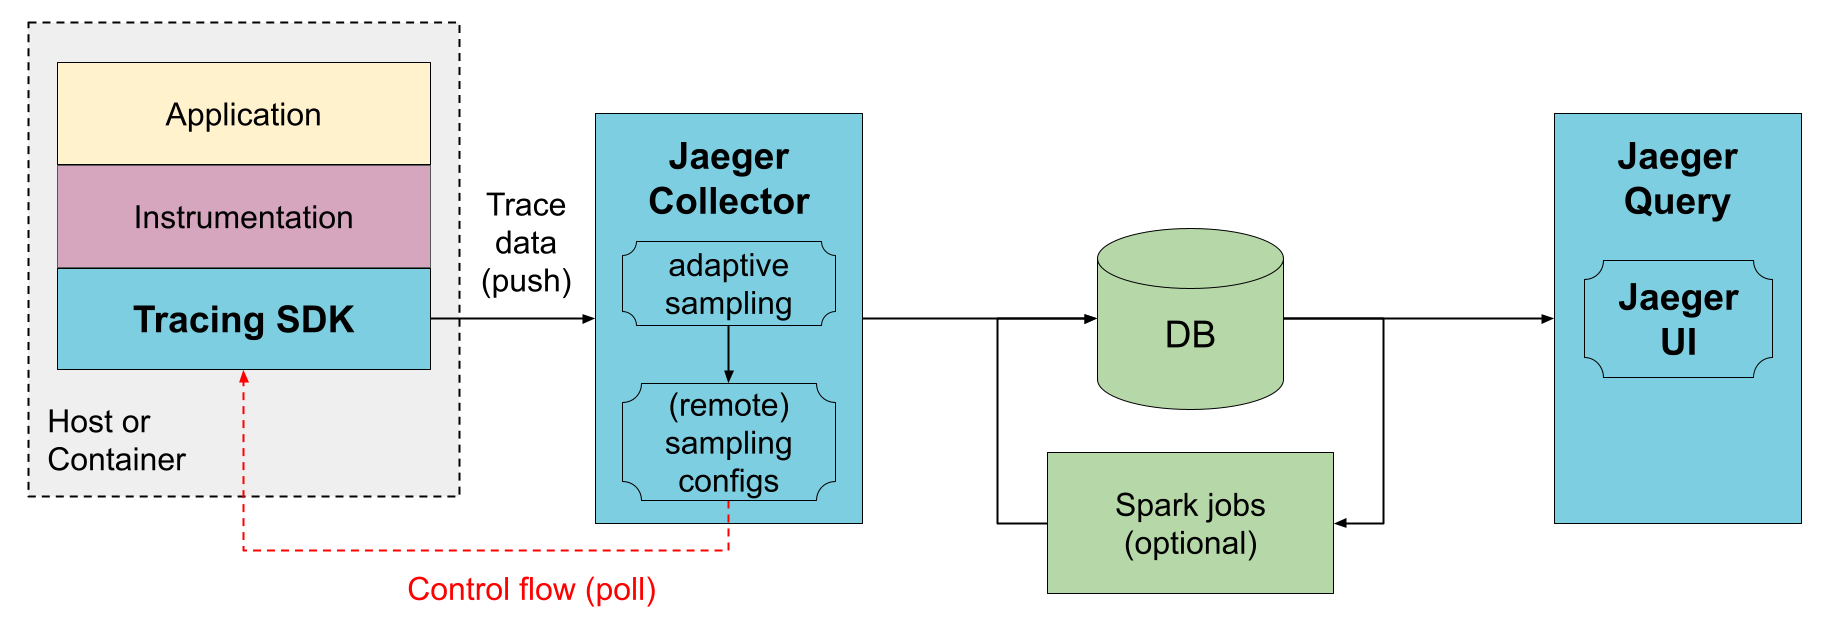 Application
Instrumentation
Tracing SDK
Host or
Container
Trace
data
(push)
Control flow (poll)
Jaeger
Collector
adaptive
sampling
(remote)
sampling
configs
DB
Spark jobs
(optional)
Jaeger
Query
Jaeger
UI